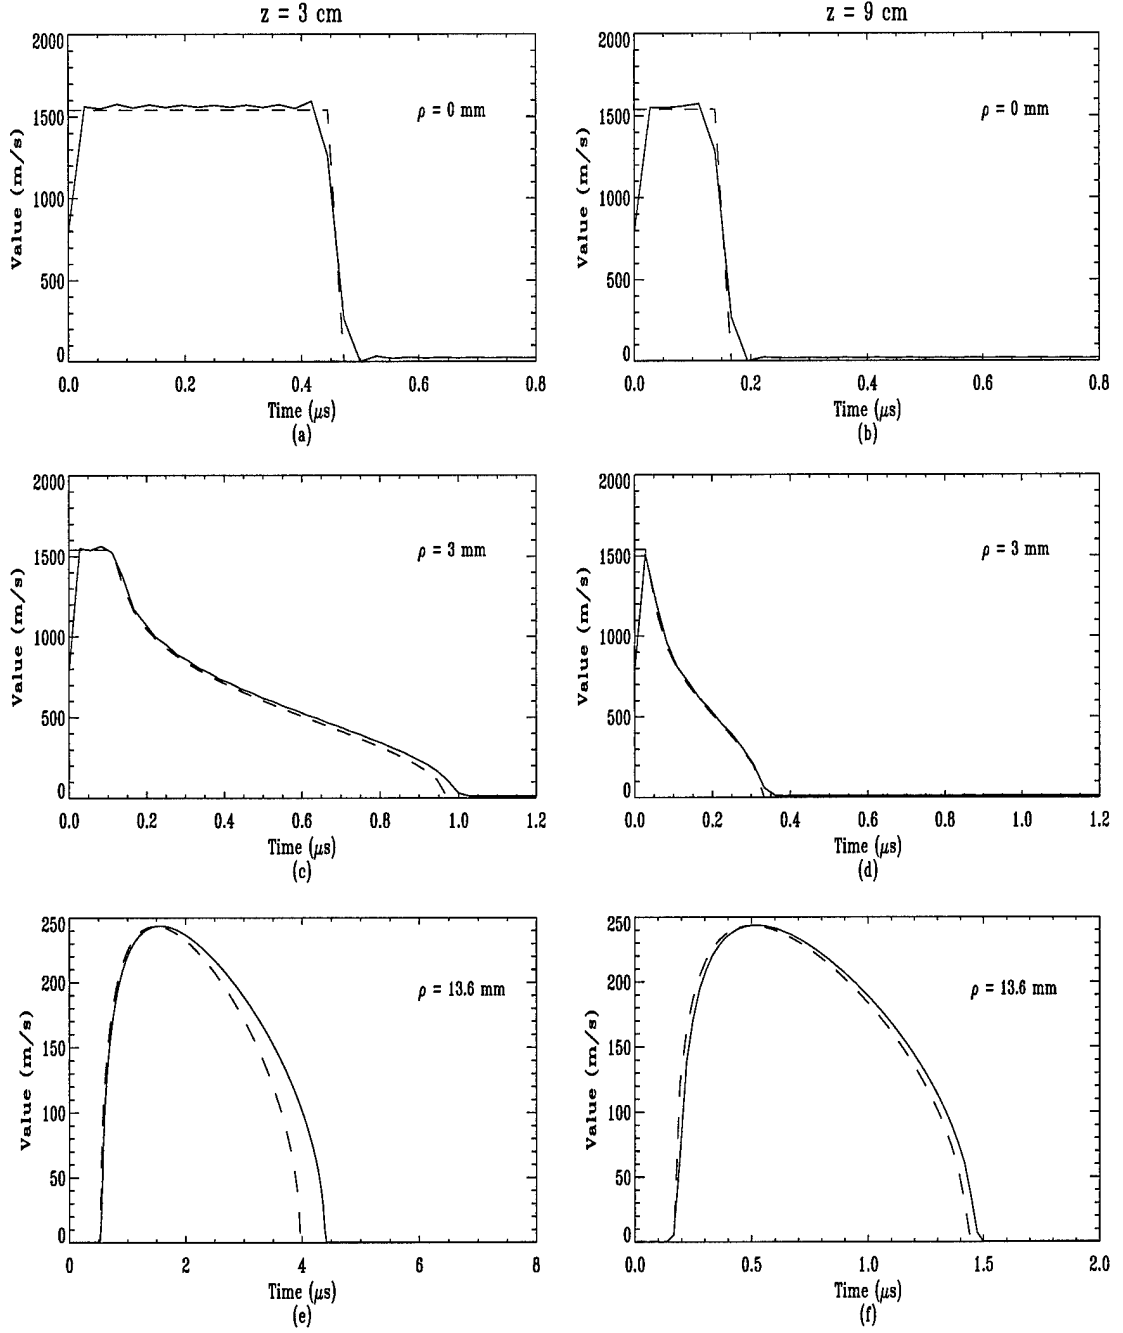 z = 3 cm
z = 9 cm
2000
1500
1000
500
0
Value (m/s)
ρ = 0 mm
0.0 0.2 0.4 0.6 0.8
Time (μs)
(a)
2000
1500
1000
500
0
Value (m/s)
ρ = 0 mm
0.0 0.2 0.4 0.6 0.8
Time (μs)
(b)
2000
1500
1000
500
0
Value (m/s)
ρ = 3 mm
0.0 0.2 0.4 0.6 0.8 1.0 1.2
Time (μs)
(c)
2000
1500
1000
500
0
Value (m/s)
ρ = 3 mm
0.0 0.2 0.4 0.6 0.8 1.0 1.2
Time (μs)
(d)
250
200
150
100
50
0
Value (m/s)
ρ = 13.6 mm
0 2 4 6 8
Time (μs)
(e)
250
200
150
100
50
0
Value (m/s)
ρ = 13.6 mm
0.0 0.5 1.0 1.5 2.0
Time (μs)
(f)